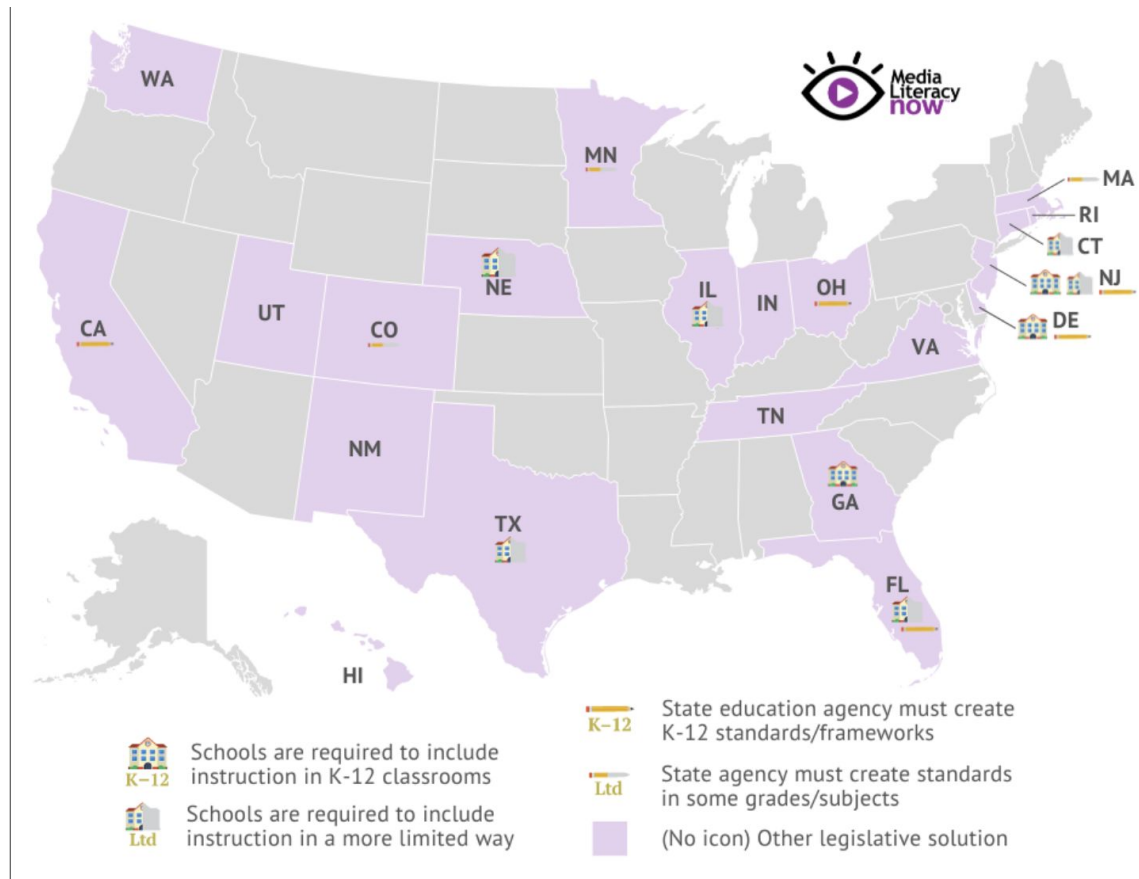 WA
Media
Literacy
now
MN
MA
RI
CT
NE
IL
IN
OH
NJ
UT
CO
DE
CA
VA
TN
NM
GA
TX
FL
HI
K–12
State education agency must create
K-12 standards/frameworks
K–12
Schools are required to include
instruction in K-12 classrooms
Ltd
State agency must create standards
in some grades/subjects
Ltd
Schools are required to include
instruction in a more limited way
(No icon) Other legislative solution